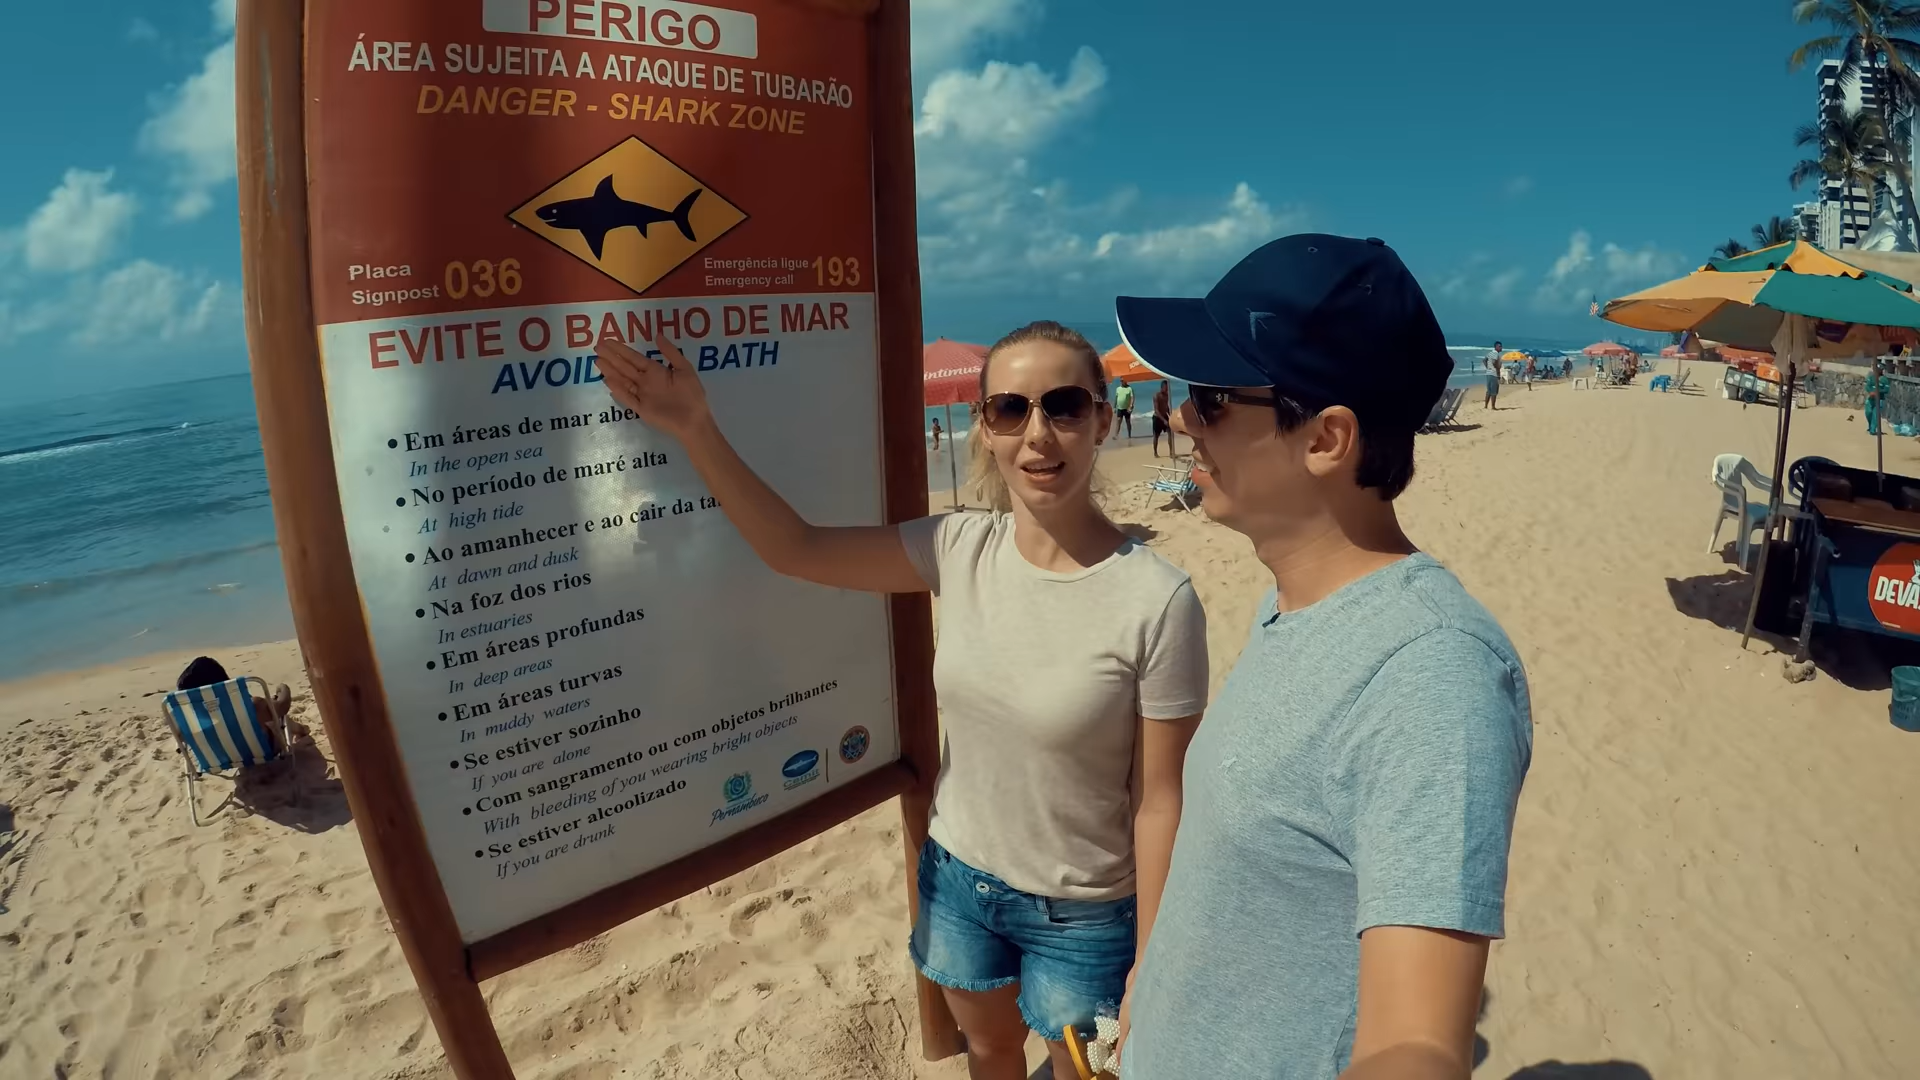 PERIGO
ÁREA SUJEITA A ATAQUE DE TUBARÃO
DANGER - SHARK ZONE
Placa
Signpost 036
Emergência ligue
Emergency call 193
EVITE O BANHO DE MAR
AVOID BATH
• Em áreas de mar
In the open sea
• No período de maré alta
At high tide
• Ao amanhecer e ao cair da
At dawn and dusk
• Na foz dos rios
In estuaries
• Em áreas profundas
In deep areas
• Em áreas turvas
In muddy waters
• Se estiver sozinho
If you are alone
• Com sangramento ou com objetos brilhantes
With bleeding of you wearing bright objects
• Se estiver alcoolizado
If you are drunk
Pernambuco
intimus